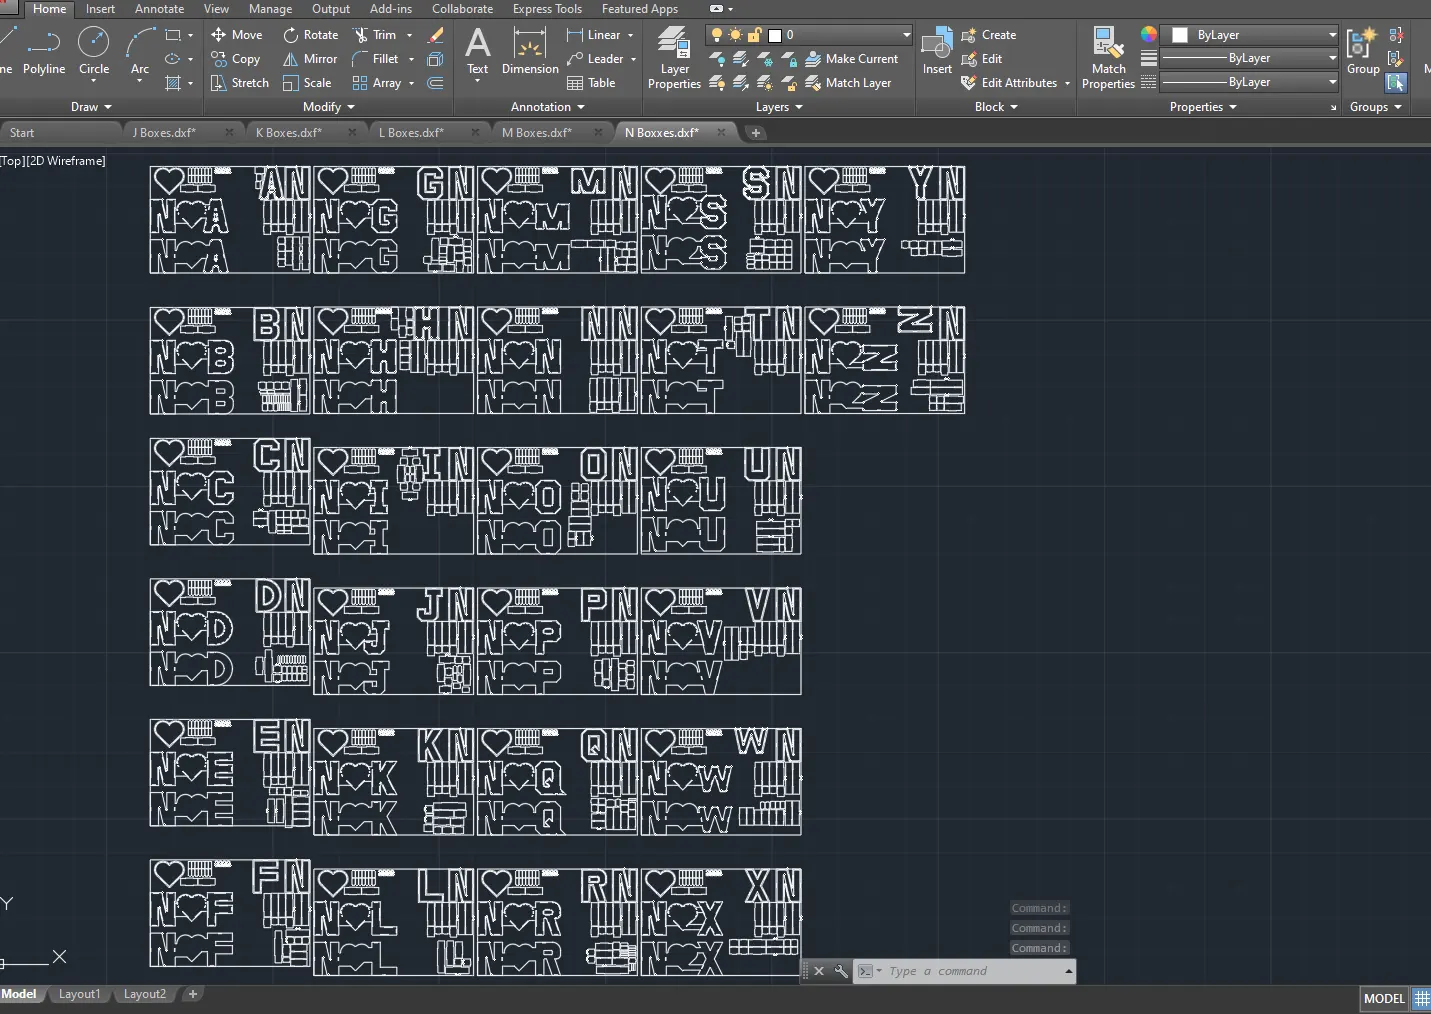 Home Insert Annotate View Manage Output Add-ins Collaborate Express Tools Featured Apps
Move Rotate Trim Linear 0 Create ByLayer
Copy Mirror Fillet Leader Make Current Edit ByLayer
Polyline Circle Arc Text Dimension Layer Properties Insert Match Properties Group
Stretch Scale Array Table Match Layer Edit Attributes ByLayer
Draw Modify Annotation Layers Block Properties Groups
Start J Boxes.dxf* K Boxes.dxf* L Boxes.dxf* M Boxes.dxf* N Boxxes.dxf*
[Top][2D Wireframe]
AN GN MN SN YN
N A N G N M N S N Y
N A N G N M N S N Y
BN HN NN TN ZN
N B N H N N N T N Z
N B N H N N N T N Z
CN IN ON UN
N C N I N O N U
N C N I N O N U
DN JN PN VN
N D N J N P N V
N D N J N P N V
EN KN QN WN
N E N K N Q N W
N E N K N Q N W
FN LN RN XN
N F N L N R N X
N F N L N R N X
Y
X
Command:
Command:
Command:
Type a command
Model Layout1 Layout2
MODEL